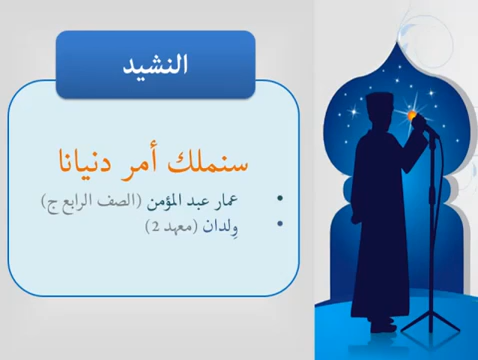 النشيد
سنملك أمر دنيانا
• عمار عبد المؤمن (الصف الرابع ج)
• وِلدان (معهد 2)